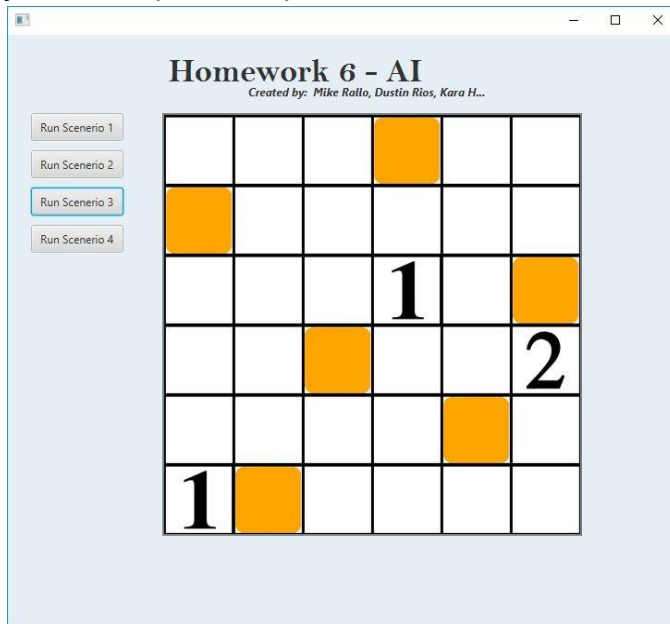 Homework 6 - AI
Created by: Mike Rallo, Dustin Rios, Kara H...
Run Scenerio 1
Run Scenerio 2
Run Scenerio 3
Run Scenerio 4
1
2
1